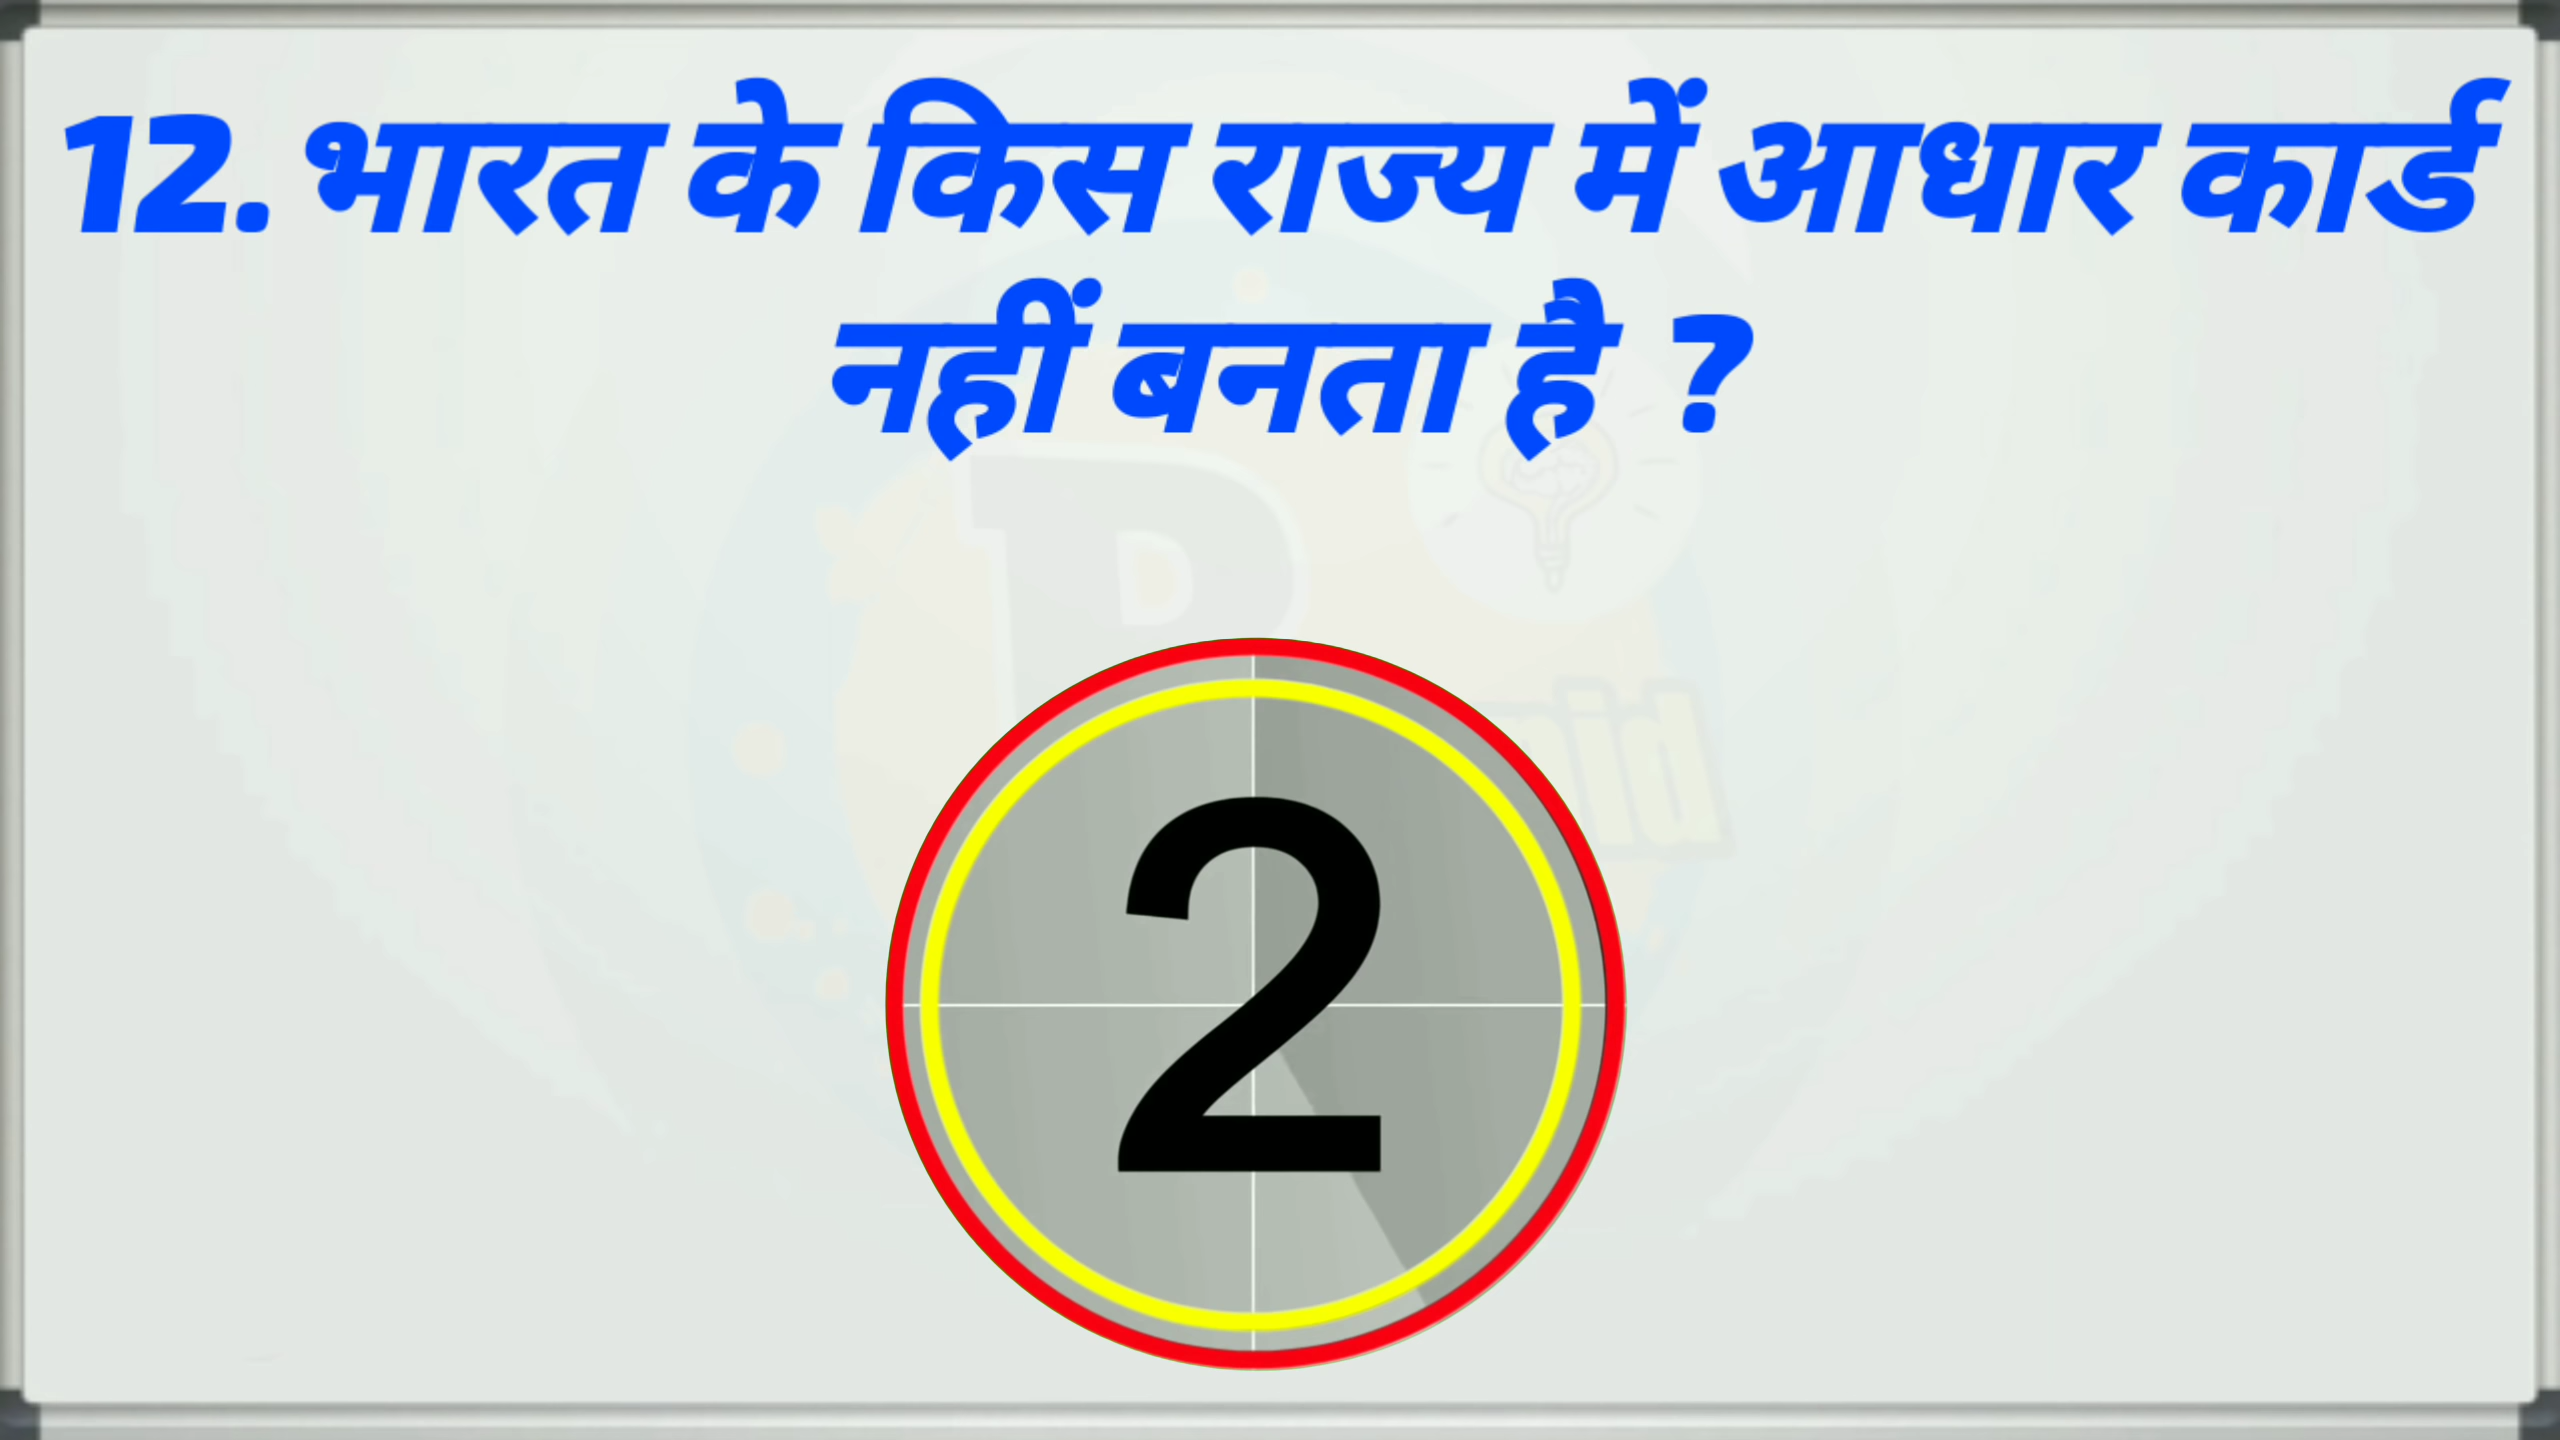 12. भारत के किस राज्य में आधार कार्ड
नहीं बनता है ?
2